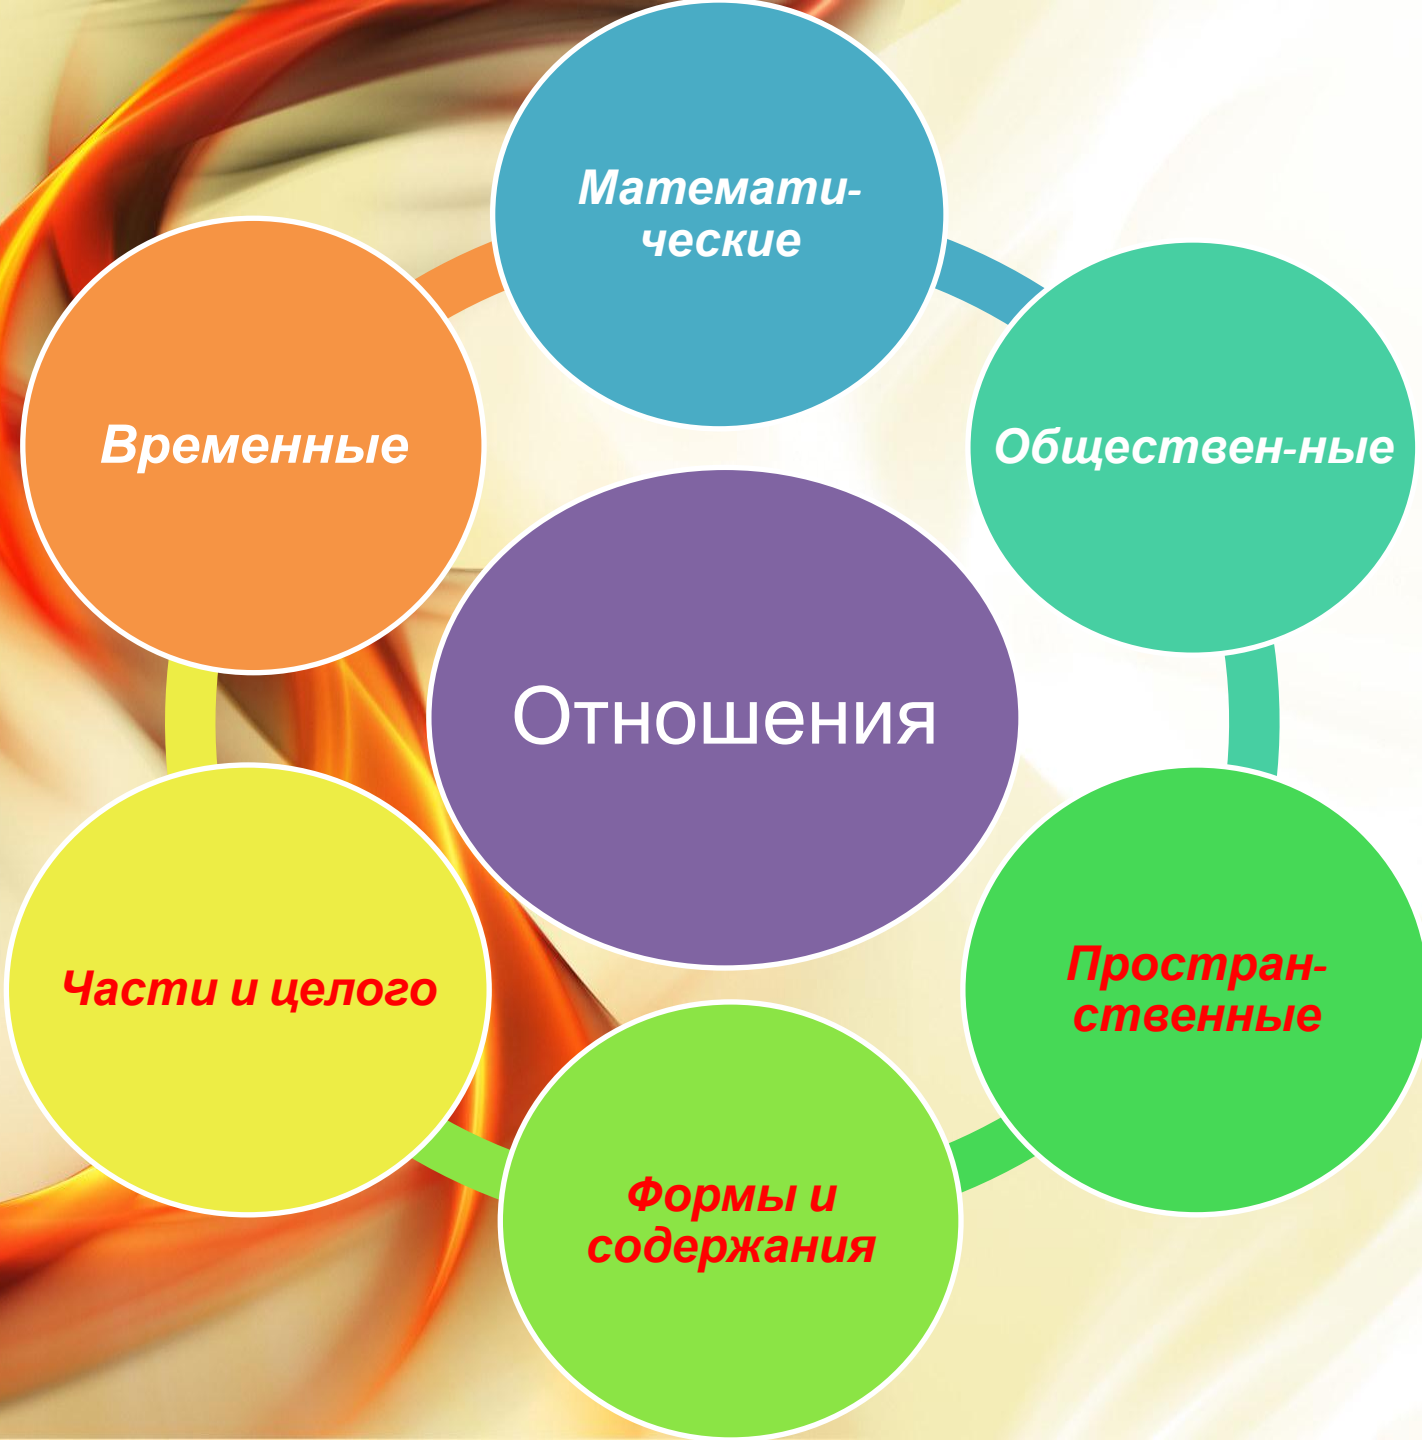 Математи-
ческие
Обществен-ные
Простран-
ственные
Формы и
содержания
Части и целого
Временные
Отношения